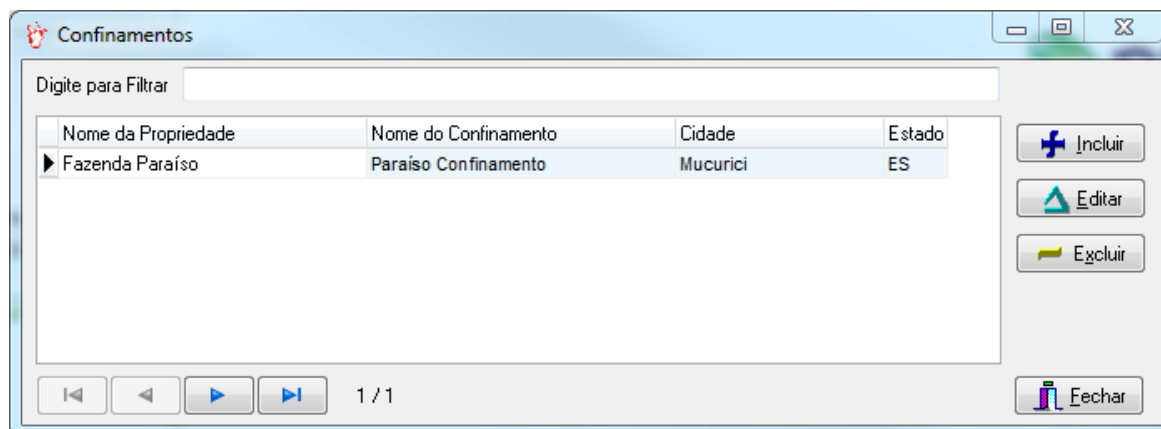 Confinamentos
Digite para Filtrar
Nome da Propriedade Nome do Confinamento Cidade Estado
Fazenda Paraíso Paraíso Confinamento Mucurici ES
Incluir
Editar
Excluir
1 / 1
Fechar